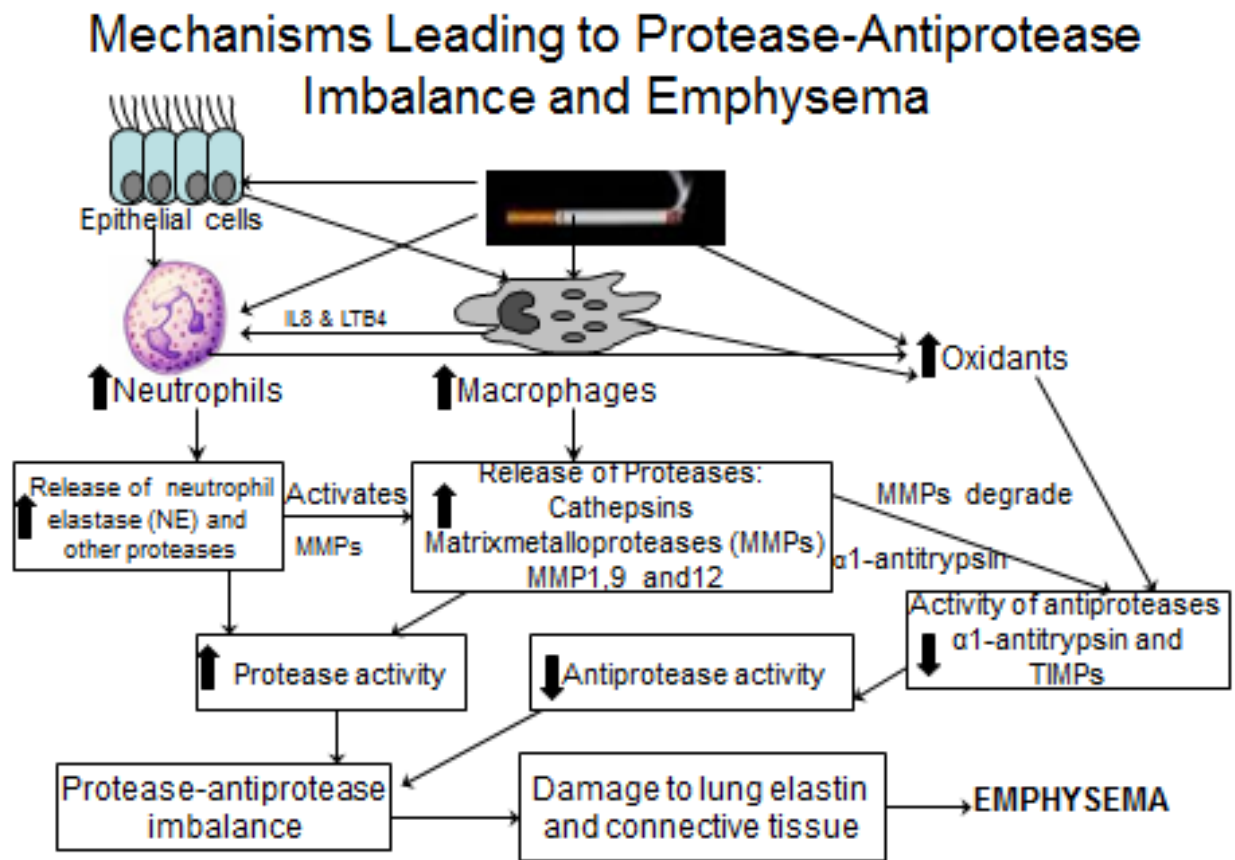 Mechanisms Leading to Protease-Antiprotease
Imbalance and Emphysema
Epithelial cells
IL8 & LTB4
Oxidants
Neutrophils
Macrophages
Release of neutrophil
elastase (NE) and
other proteases
Activates
MMPs
Release of Proteases:
Cathepsins
Matrixmetalloproteases (MMPs)
MMP1,9 and12
MMPs degrade
α1-antitrypsin
Activity of antiproteases
α1-antitrypsin and
TIMPs
Protease activity
Antiprotease activity
Protease-antiprotease
imbalance
Damage to lung elastin
and connective tissue
EMPHYSEMA